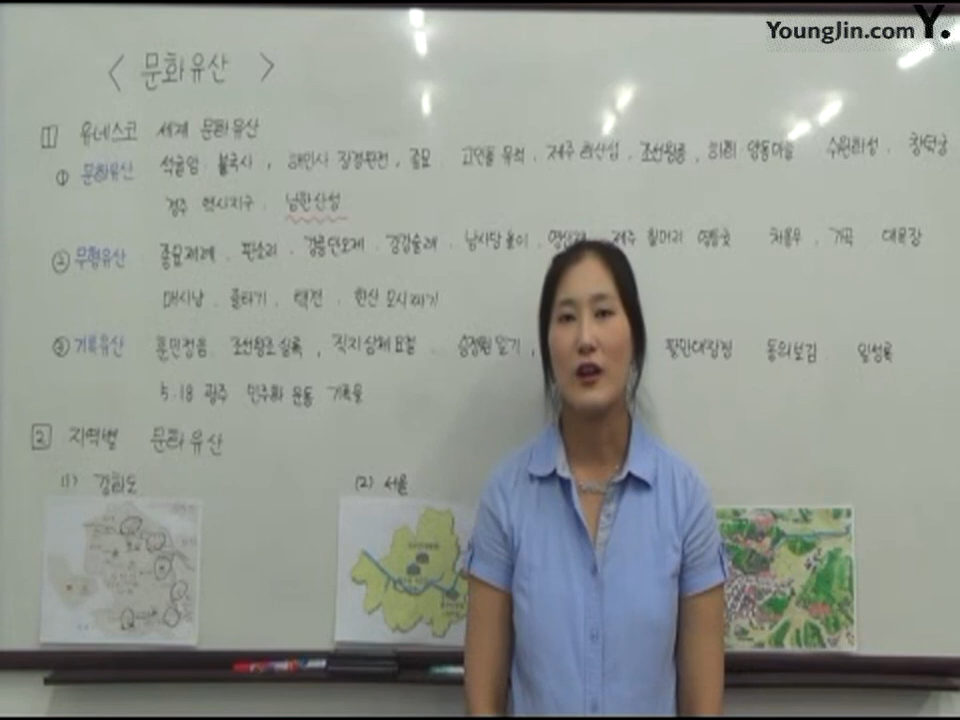 YoungJin.com Y.
< 문화유산 >
1 유네스코 세계 문화유산
① 문화유산 석굴암 불국사, 해인사 장경판전, 종묘 고인돌 유적, 제주 화산섬, 조선왕릉, 하회·양동마을 수원화성, 창덕궁
경주 역사지구, 남한산성
② 무형유산 종묘제례, 판소리, 강릉단오제, 강강술래, 남사당놀이, 제주 칠머리 영등굿 처용무, 가곡 대목장
매사냥, 줄타기, 택견, 한산 모시짜기
③ 기록유산 훈민정음 조선왕조실록, 직지심체요절, 승정원일기, 팔만대장경 동의보감 일성록
5·18 광주 민주화 운동 기록물
2 지역별 문화유산
(1) 강화도 (2) 서울